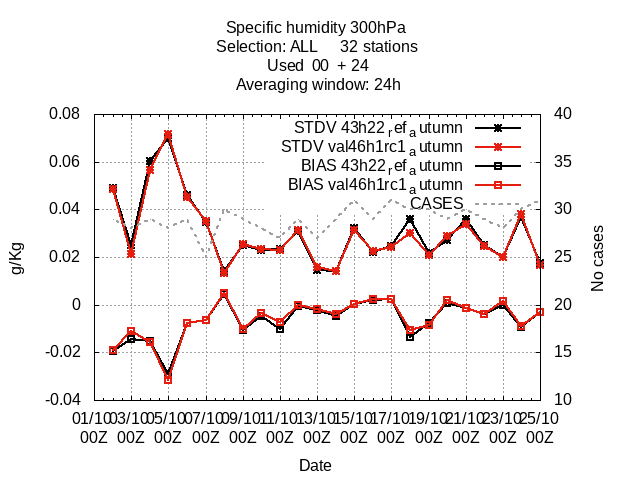 Specific humidity 300hPa
Selection: ALL 32 stations
Used 00 + 24
Averaging window: 24h
0.08
0.06
0.04
0.02
0
-0.02
-0.04
g/Kg
STDV 43h22_ref_autumn
STDV val46h1rc1_autumn
BIAS 43h22_ref_autumn
BIAS val46h1rc1_autumn
CASES
40
35
30
25
20
15
10
No cases
01/10 03/10 05/10 07/10 09/10 11/10 13/10 15/10 17/10 19/10 21/10 23/10 25/10
00Z 00Z 00Z 00Z 00Z 00Z 00Z 00Z 00Z 00Z 00Z 00Z 00Z
Date